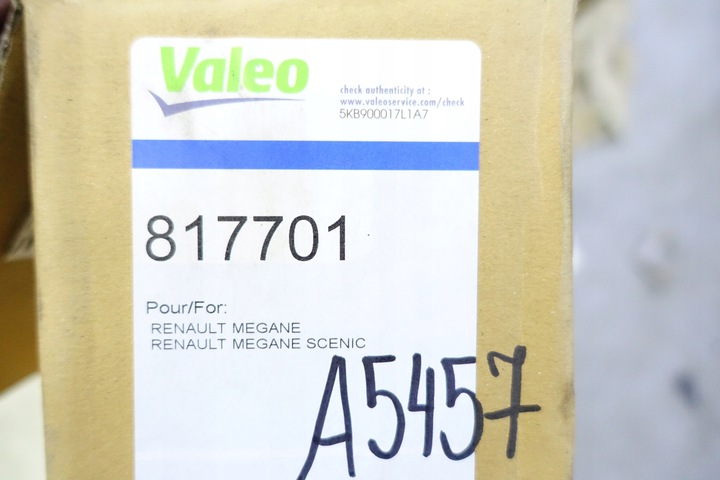 Valeo
check authenticity at :
www.valeoservice.com/check
5KB900017L1A7
817701
Pour/For:
RENAULT MEGANE
RENAULT MEGANE SCENIC
A5457